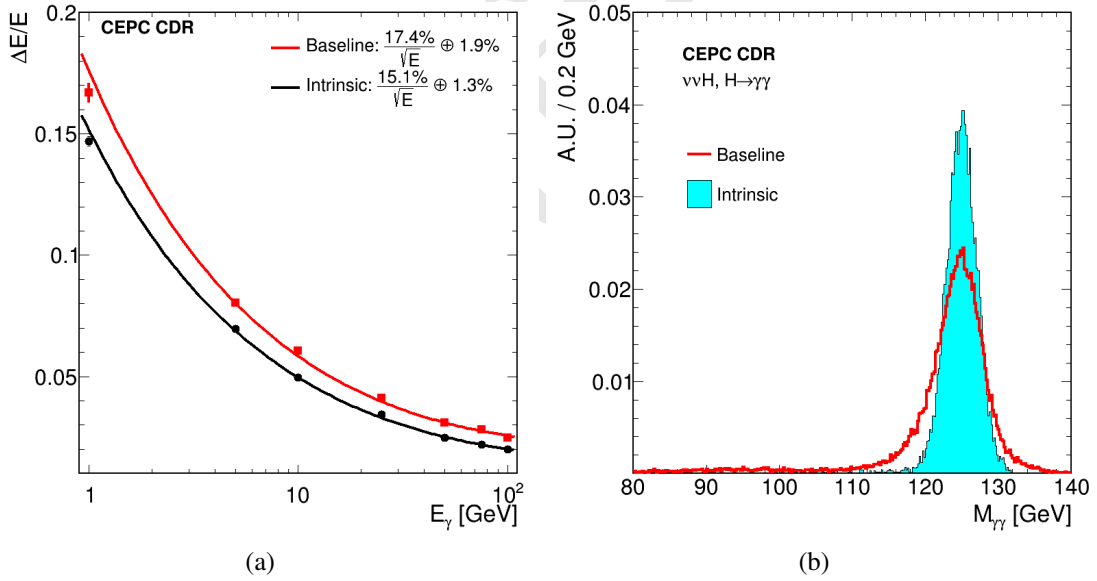 CEPC CDR
Baseline: 17.4%/√E ⊕ 1.9%
Intrinsic: 15.1%/√E ⊕ 1.3%
ΔE/E
0.2
0.15
0.1
0.05
1
10
10²
Eγ [GeV]
(a)
CEPC CDR
ννH, H→γγ
Baseline
Intrinsic
A.U. / 0.2 GeV
0.05
0.04
0.03
0.02
0.01
80
90
100
110
120
130
140
Mγγ [GeV]
(b)